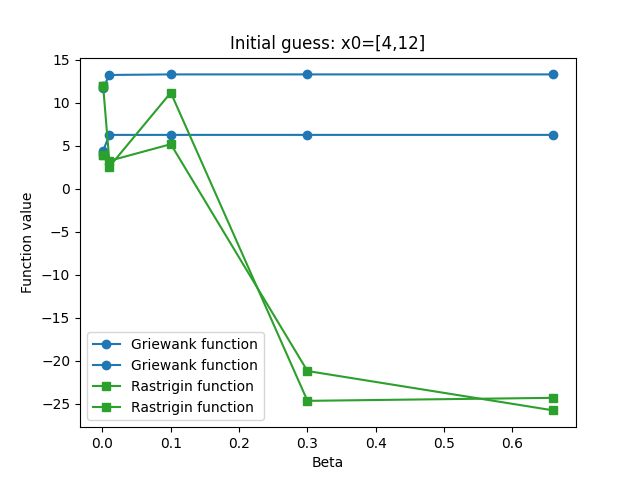 Initial guess: x0=[4,12]
Function value
15
10
5
0
−5
−10
−15
−20
−25
Griewank function
Griewank function
Rastrigin function
Rastrigin function
0.0 0.1 0.2 0.3 0.4 0.5 0.6
Beta